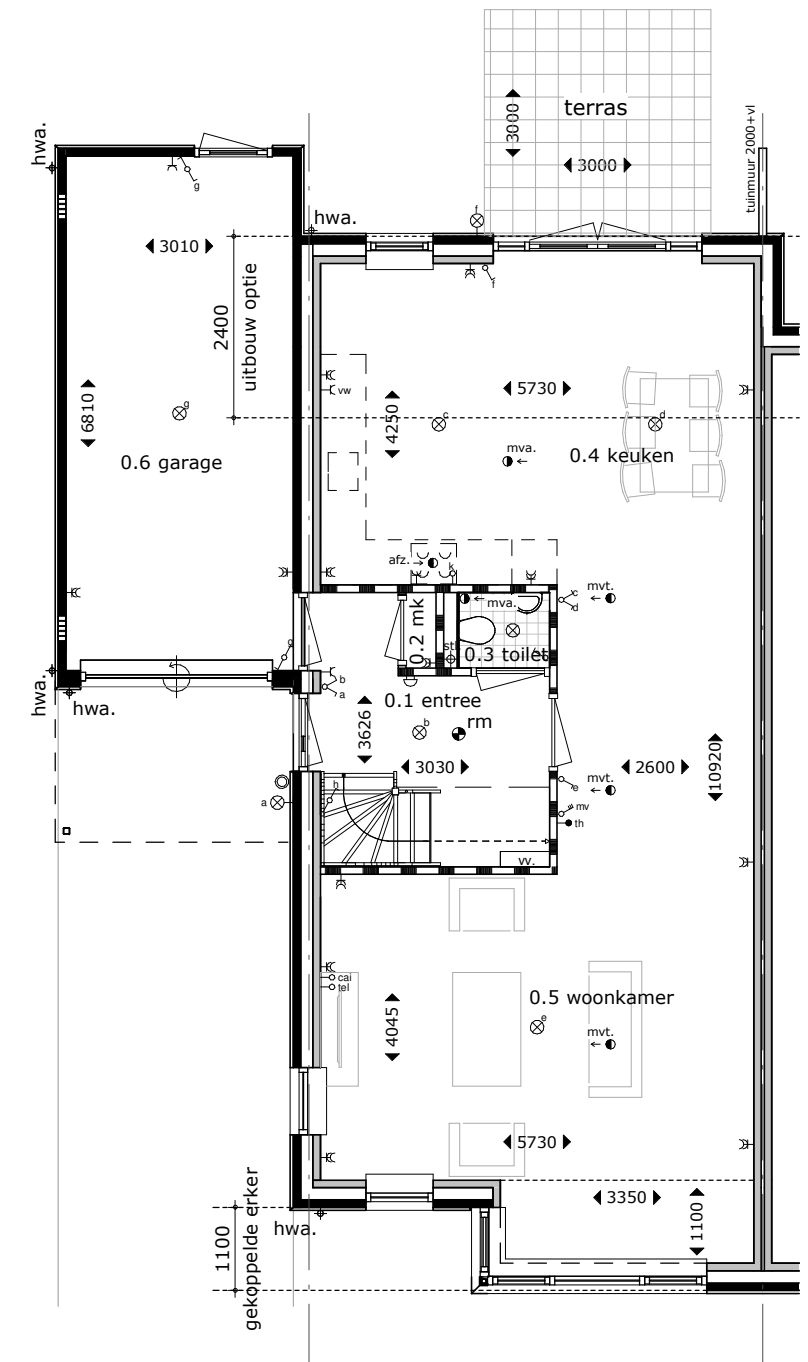 terras
3000
3000
tuinmuur 2000+vl
hwa.
g
hwa.
f
f
3010
2400
uitbouw optie
6810
g
0.6 garage
vw
5730
4250
c
d
mva.
0.4 keuken
afz.
k
mva.
c
d
mvt.
0.2 mk
stk
0.3 toilet
g
b
a
0.1 entree
rm
b
3626
3030
hwa.
hwa.
2600
10920
mvt.
e
mv
th
h
a
vv.
cai
tel
0.5 woonkamer
e
mvt.
4045
5730
3350
1100
hwa.
1100
gekoppelde erker